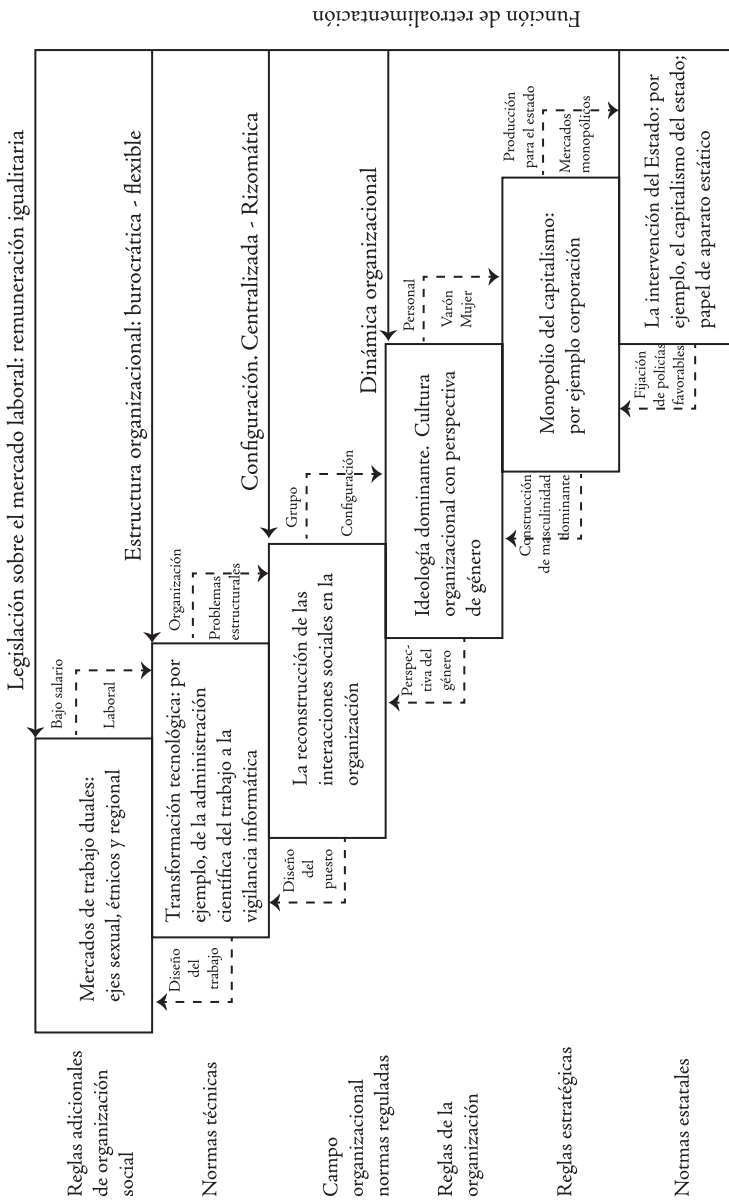 Legislación sobre el mercado laboral: remuneración igualitaria
Reglas adicionales
de organización
social
Mercados de trabajo duales:
ejes sexual, étnicos y regional
Bajo salario
Laboral
Estructura organizacional: burocrática - flexible
Normas técnicas
Diseño
del
trabajo
Transformación tecnológica: por
ejemplo, de la administración
científica del trabajo a la
vigilancia informática
Organización
Problemas
estructurales
Configuración. Centralizada - Rizomática
Campo
organizacional
normas reguladas
Diseño
del
puesto
La reconstrucción de las
interacciones sociales en la
organización
Grupo
Configuración
Dinámica organizacional
Reglas de la
organización
Perspec-
tiva del
género
Ideología dominante. Cultura
organizacional con perspectiva
de género
Personal
Varón
Mujer
Reglas estratégicas
Construcción
de masculinidad
dominante
Monopolio del capitalismo:
por ejemplo corporación
Producción
para el estado
Mercados
monopólicos
Notmas estatales
Fijación
de policías
favorables
La intervención del Estado: por
ejemplo, el capitalismo del estado;
papel de aparato estático
Función de retroalimentación